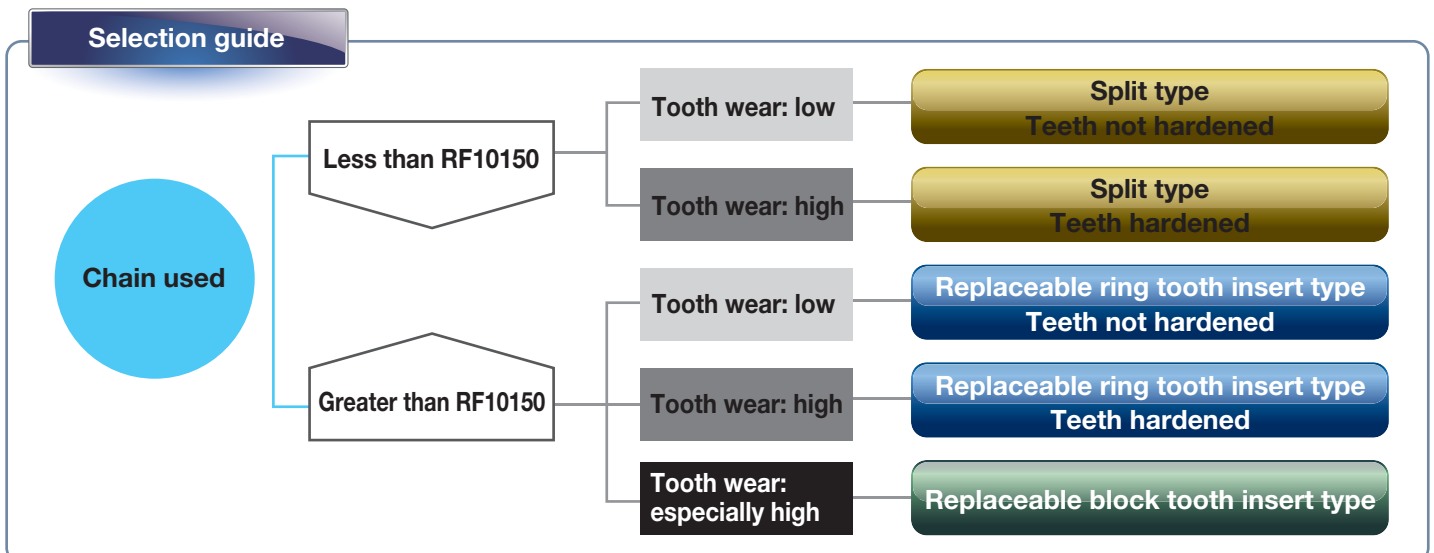 Selection guide
Chain used
Less than RF10150
Tooth wear: low
Split type
Teeth not hardened
Tooth wear: high
Split type
Teeth hardened
Greater than RF10150
Tooth wear: low
Replaceable ring tooth insert type
Teeth not hardened
Tooth wear: high
Replaceable ring tooth insert type
Teeth hardened
Tooth wear:
especially high
Replaceable block tooth insert type